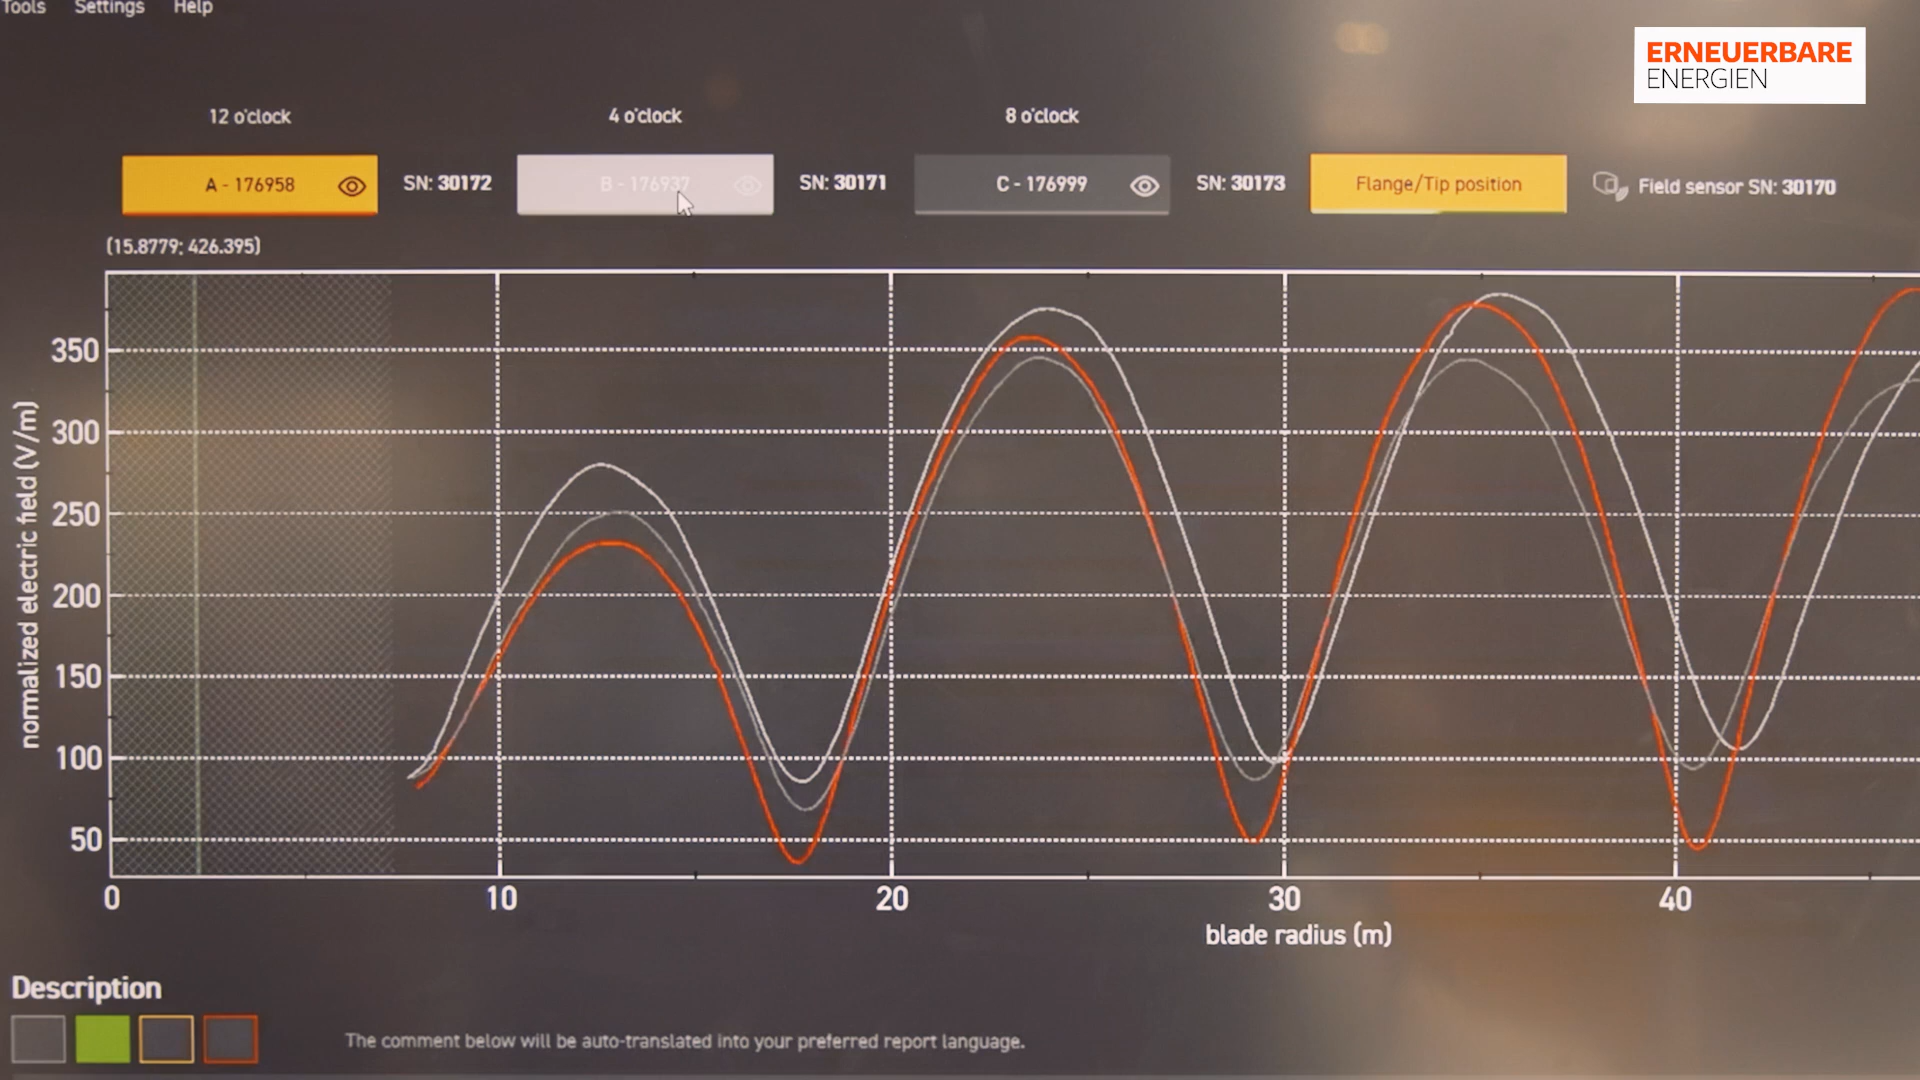 Tools Settings Help
ERNEUERBARE
ENERGIEN
12 o'clock
4 o'clock
8 o'clock
A - 176958
SN: 30172
B - 176937
SN: 30171
C - 176999
SN: 30173
Flange/Tip position
Field sensor SN: 30170
(15.8779; 426.395)
normalized electric field (V/m)
350
300
250
200
150
100
50
0 10 20 30 40
blade radius (m)
Description
The comment below will be auto-translated into your preferred report language.